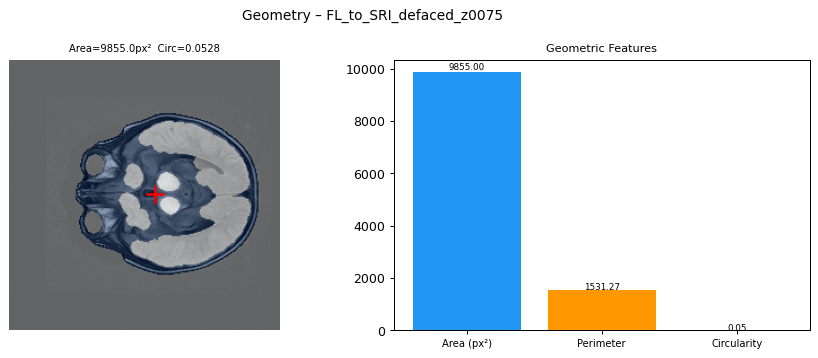 Geometry – FL_to_SRI_defaced_z0075
Area=9855.0px²  Circ=0.0528
Geometric Features
10000
8000
6000
4000
2000
0
9855.00
1531.27
0.05
Area (px²)
Perimeter
Circularity